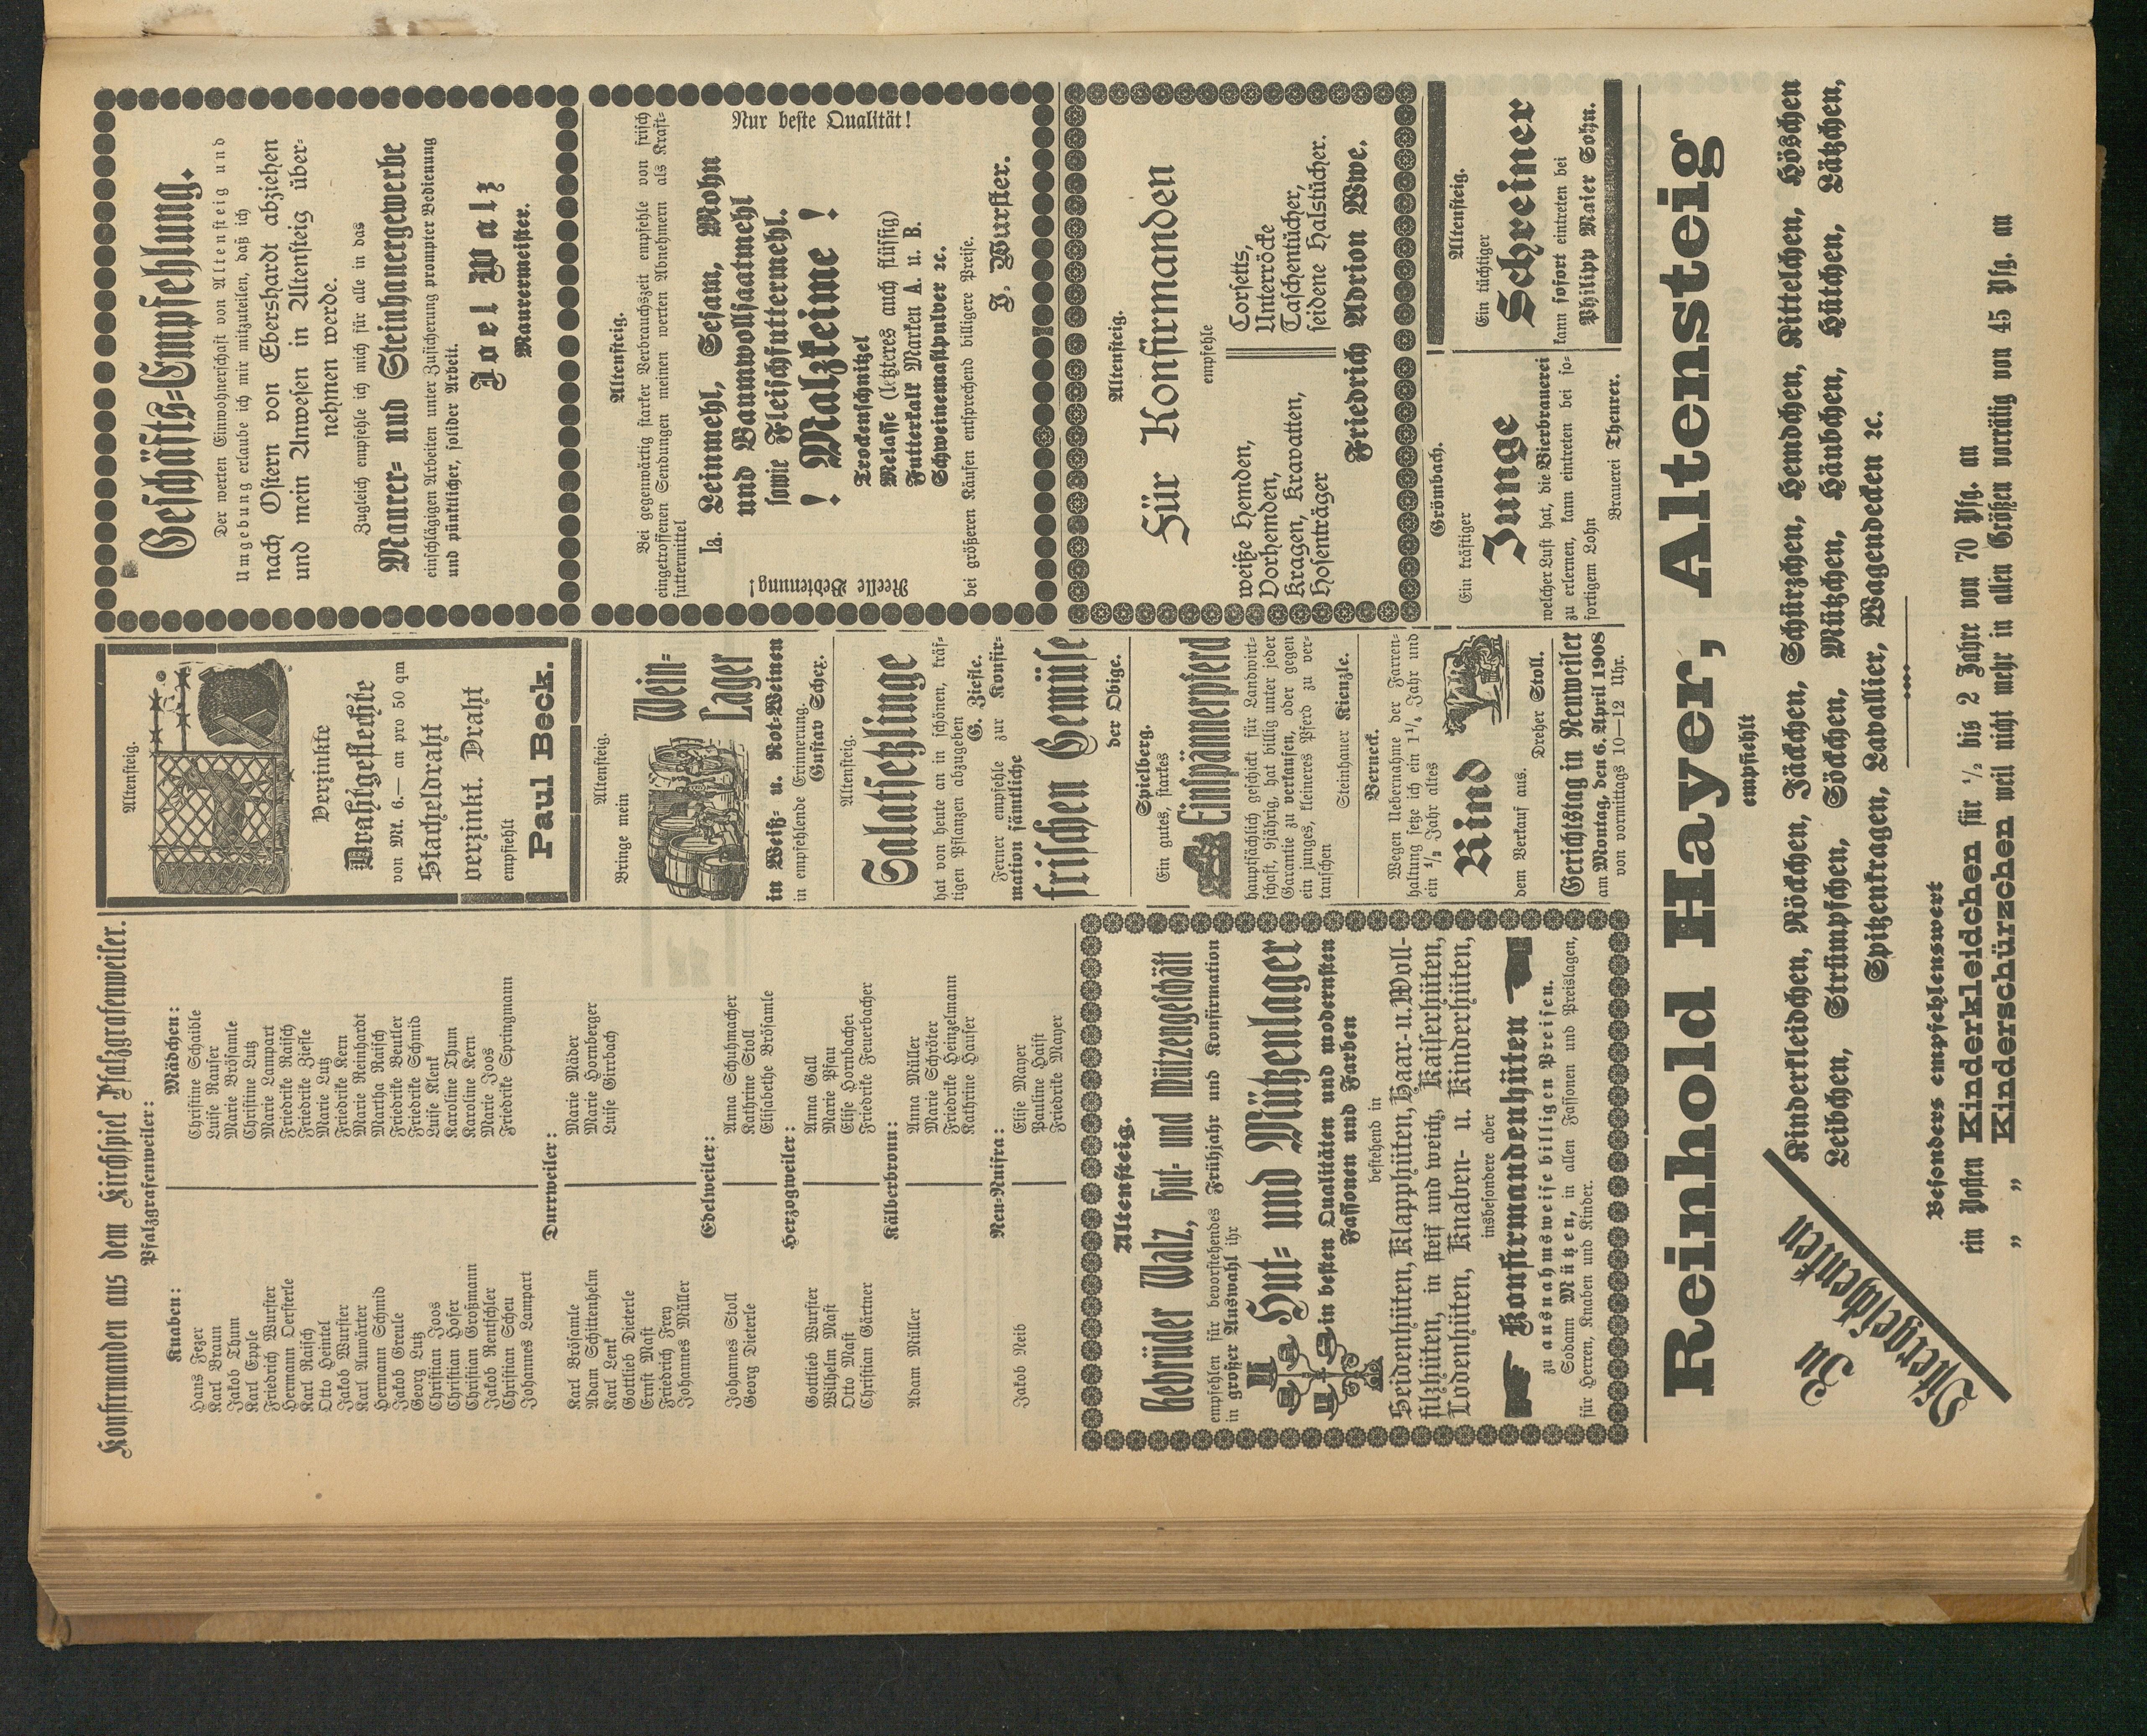 Konfirmanden aus dem Kirchspiel Pfalzgrafenweiler.
Pfalzgrafenweiler:
Knaben:
Hans Fezer
Karl Braun
Jakob Thum
Karl Epple
Friedrich Wurster
Hermann Oersterle
Karl Raisch
Otto Heintel
Jakob Wurster
Karl Anwärter
Hermann Schmid
Jakob Greule
Georg Lutz
Christian Joos
Christian Hofer
Christian Großmann
Jakob Rentschler
Christian Scheu
Johannes Lampart
Mädchen:
Christine Schaible
Luise Kaufer
Marie Brösamle
Christine Lutz
Marie Lampart
Friedrike Raisch
Friedrike Ziefle
Marie Lutz
Friedrike Kern
Marie Reinhardt
Martha Raisch
Friedrike Beutler
Friedrike Schmid
Luise Klenk
Karoline Thum
Karoline Kern
Marie Joos
Friedrike Springmann
Durrweiler:
Karl Brösamle
Adam Schittenhelm
Karl Lenk
Gottlieb Dieterle
Ernst Mast
Friedrich Frey
Johannes Müller
Marie Mäder
Marie Hornberger
Luise Girrbach
Edelweiler:
Johannes Stoll
Georg Dieterle
Anna Schuhmacher
Kathrine Stoll
Elisabethe Brösamle
Herzogweiler:
Gottlieb Wurster
Wilhelm Mast
Otto Mast
Christian Gärtner
Anna Gall
Marie Pfau
Elise Hornbacher
Friedrike Feuerbacher
Kälberbronn:
Adam Müller
Anna Müller
Marie Schröter
Friedrike Heinzelmann
Kathrine Hanser
Neu-Nuifra:
Jakob Neib
Elise Mayer
Pauline Haist
Friedrike Mayer
Altensteig.
Gebrüder Walz, Hut- und Mützengeschäft
empfehlen für bevorstehendes Frühjahr und Konfirmation
in großer Auswahl ihr
Hut- und Mützenlager
in besten Qualitäten und modernsten
Fassonen und Farben
bestehend in
Seidenhüten, Klapphüten, Haar- u. Woll-
filzhüten, in steif und weich, Kaiserhüten,
Lodenhüten, Knaben- u. Kinderhüten,
insbesondere aber
Konfirmandenhüten
zu ausnahmsweise billigen Preisen.
Sodann Mützen, in allen Fassonen und Preislagen,
für Herren, Knaben und Kinder.
Altensteig.
Verzinkte
Drahtgeflechte
von Mk. 6.— an pro 50 qm
Stacheldraht
verzinkt. Draht
empfiehlt
Paul Beck.
Altensteig.
Bringe mein
Wein-
Lager
in Weiß- u. Rot-Weinen
in empfehlende Erinnerung.
Gustav Schex.
Altensteig.
Salatsetzlinge
hat von heute an in schönen, kräf-
tigen Pflanzen abzugeben
G. Ziefle.
Ferner empfehle zur Konfir-
mation sämtliche
frischen Gemüse
der Obige.
Spielberg.
Ein gutes, starkes
Einspännerpferd
hauptsächlich geschickt für Landwirt-
schaft, 9jährig, hat billig unter jeder
Garantie zu verkaufen, oder gegen
ein junges, kleineres Pferd zu ver-
tauschen
Steinhauer Kienzle.
Berneck.
Wegen Uebernahme der Farren-
haltung setze ich ein 1¼ Jahr und
ein ½ Jahr altes
Rind
dem Verkauf aus.
Dreher Stoll.
Gerichtstag in Neuweiler
am Montag, den 6. April 1908
von vormittags 10—12 Uhr.
Geschäfts-Empfehlung.
Der werten Einwohnerschaft von Altensteig und
Umgebung erlaube ich mir mitzuteilen, daß ich
nach Ostern von Ebershardt abziehen
und mein Anwesen in Altensteig über-
nehmen werde.
Zugleich empfehle ich mich für alle in das
Maurer- und Steinhauergewerbe
einschlägigen Arbeiten unter Zusicherung prompter Bedienung
und pünktlicher, solider Arbeit.
Joel Walz
Maurermeister.
Altensteig.
Bei gegenwärtig starker Verbrauchszeit empfehle von frisch
eingetroffenen Sendungen meinen werten Abnehmern als Kraft-
futtermittel
Reelle Bedienung!
Ia. Leinmehl, Sesam, Mohn
und Baumwollsaatmehl
sowie Fleischfuttermehl.
! Malzkeime !
Trockenschnitzel
Melasse (letzteres auch flüssig)
Futterkalk Marken A. u. B.
Schweinemastpulver ꝛc.
Nur beste Qualität!
bei größeren Käufen entsprechend billigere Preise.
J. Wurster.
Altensteig.
Für Konfirmanden
empfehle
weiße Hemden,
Vorhemden,
Kragen, Kravatten,
Hosenträger
Corsetts,
Unterröcke
Taschentücher,
seidene Halstücher.
Friedrich Adrion Wwe.
Grömbach.
Ein kräftiger
Junge
welcher Lust hat, die Bierbrauerei
zu erlernen, kann eintreten bei so-
fortigem Lohn
Brauerei Theurer.
Altensteig.
Ein tüchtiger
Schreiner
kann sofort eintreten bei
Philipp Maier Sohn.
Reinhold Hayer, Altensteig
empfiehlt
Zu
Ostergeschenken
Kinderkleidchen, Röckchen, Jäckchen, Schürzchen, Hemdchen, Kittelchen, Höschen
Leibchen, Strümpfchen, Söckchen, Mützchen, Häubchen, Hütchen, Lätzchen,
Spitzenkragen, Lavallier, Wagendecken ꝛc.
Besonders empfehlenswert
ein Posten Kinderkleidchen für ½ bis 2 Jahre von 70 Pfg. an
„ „ Kinderschürzchen weil nicht mehr in allen Größen vorrätig von 45 Pfg. an